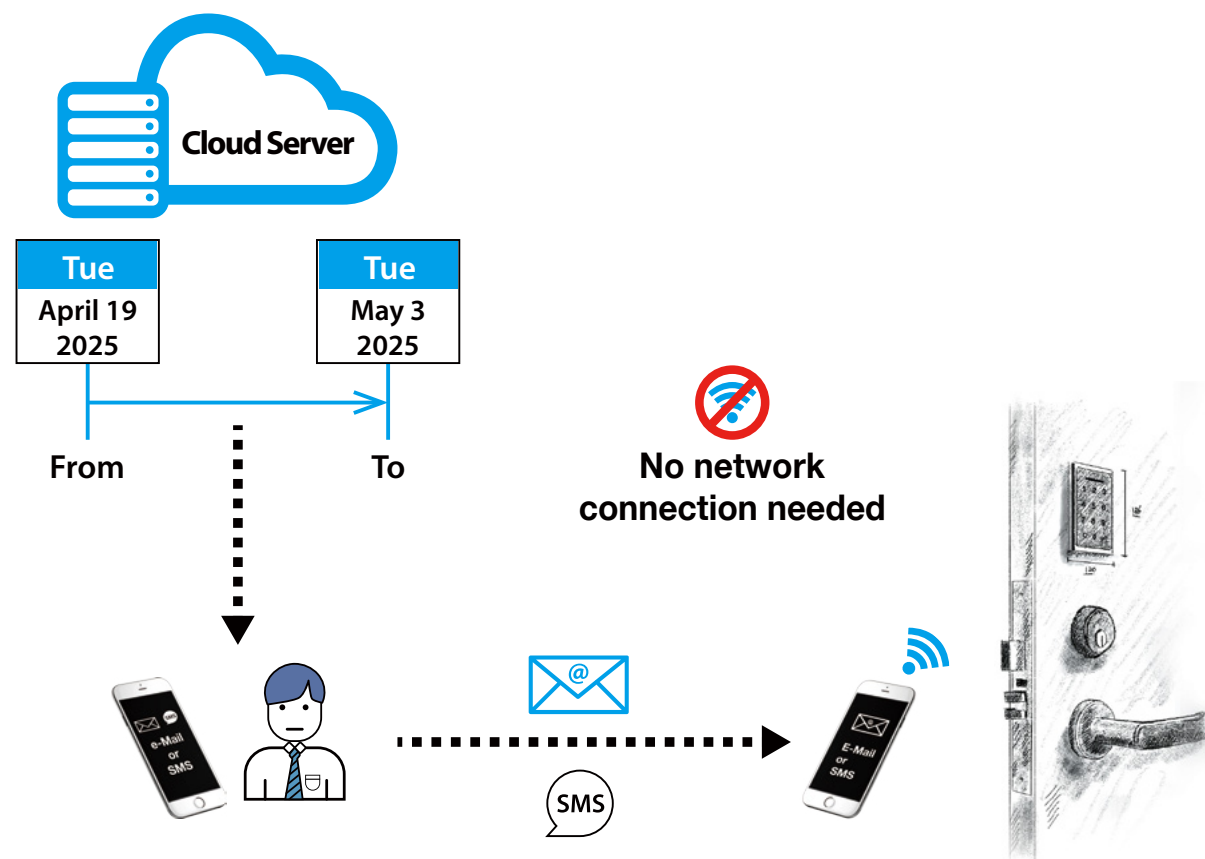 Cloud Server
Tue
April 19
2025
Tue
May 3
2025
From
To
No network
connection needed
SMS
e-Mail
or
SMS
@
SMS
E-Mail
or
SMS